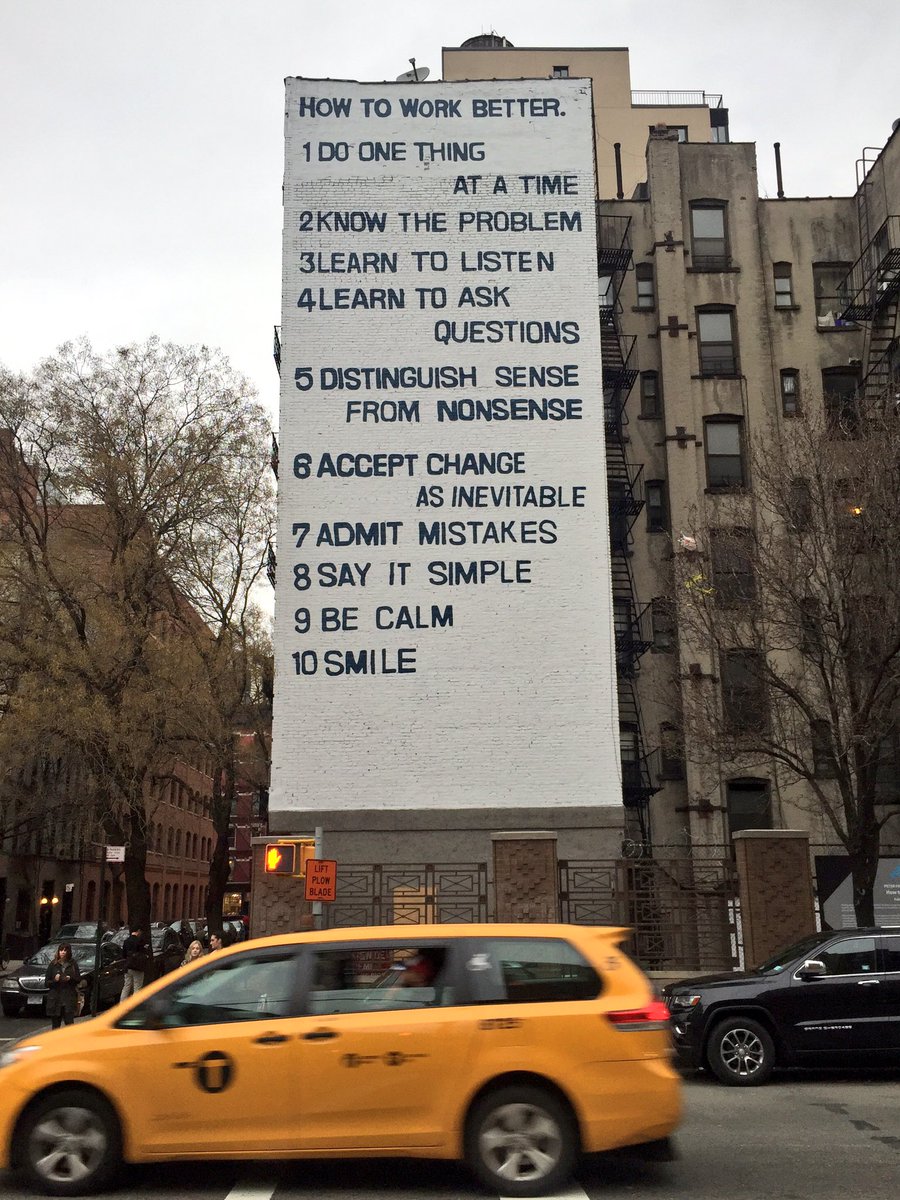 HOW TO WORK BETTER.
1 DO ONE THING
AT A TIME
2 KNOW THE PROBLEM
3 LEARN TO LISTEN
4 LEARN TO ASK
QUESTIONS
5 DISTINGUISH SENSE
FROM NONSENSE
6 ACCEPT CHANGE
AS INEVITABLE
7 ADMIT MISTAKES
8 SAY IT SIMPLE
9 BE CALM
10 SMILE
LIFT
PLOW
BLADE
T